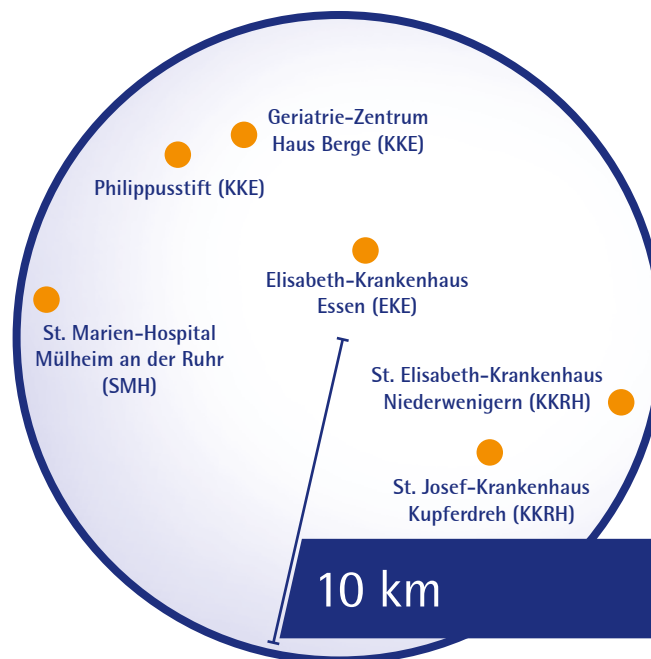 Geriatrie-Zentrum
Haus Berge (KKE)
Philippusstift (KKE)
Elisabeth-Krankenhaus
Essen (EKE)
St. Marien-Hospital
Mülheim an der Ruhr
(SMH)
St. Elisabeth-Krankenhaus
Niederwenigern (KKRH)
St. Josef-Krankenhaus
Kupferdreh (KKRH)
10 km